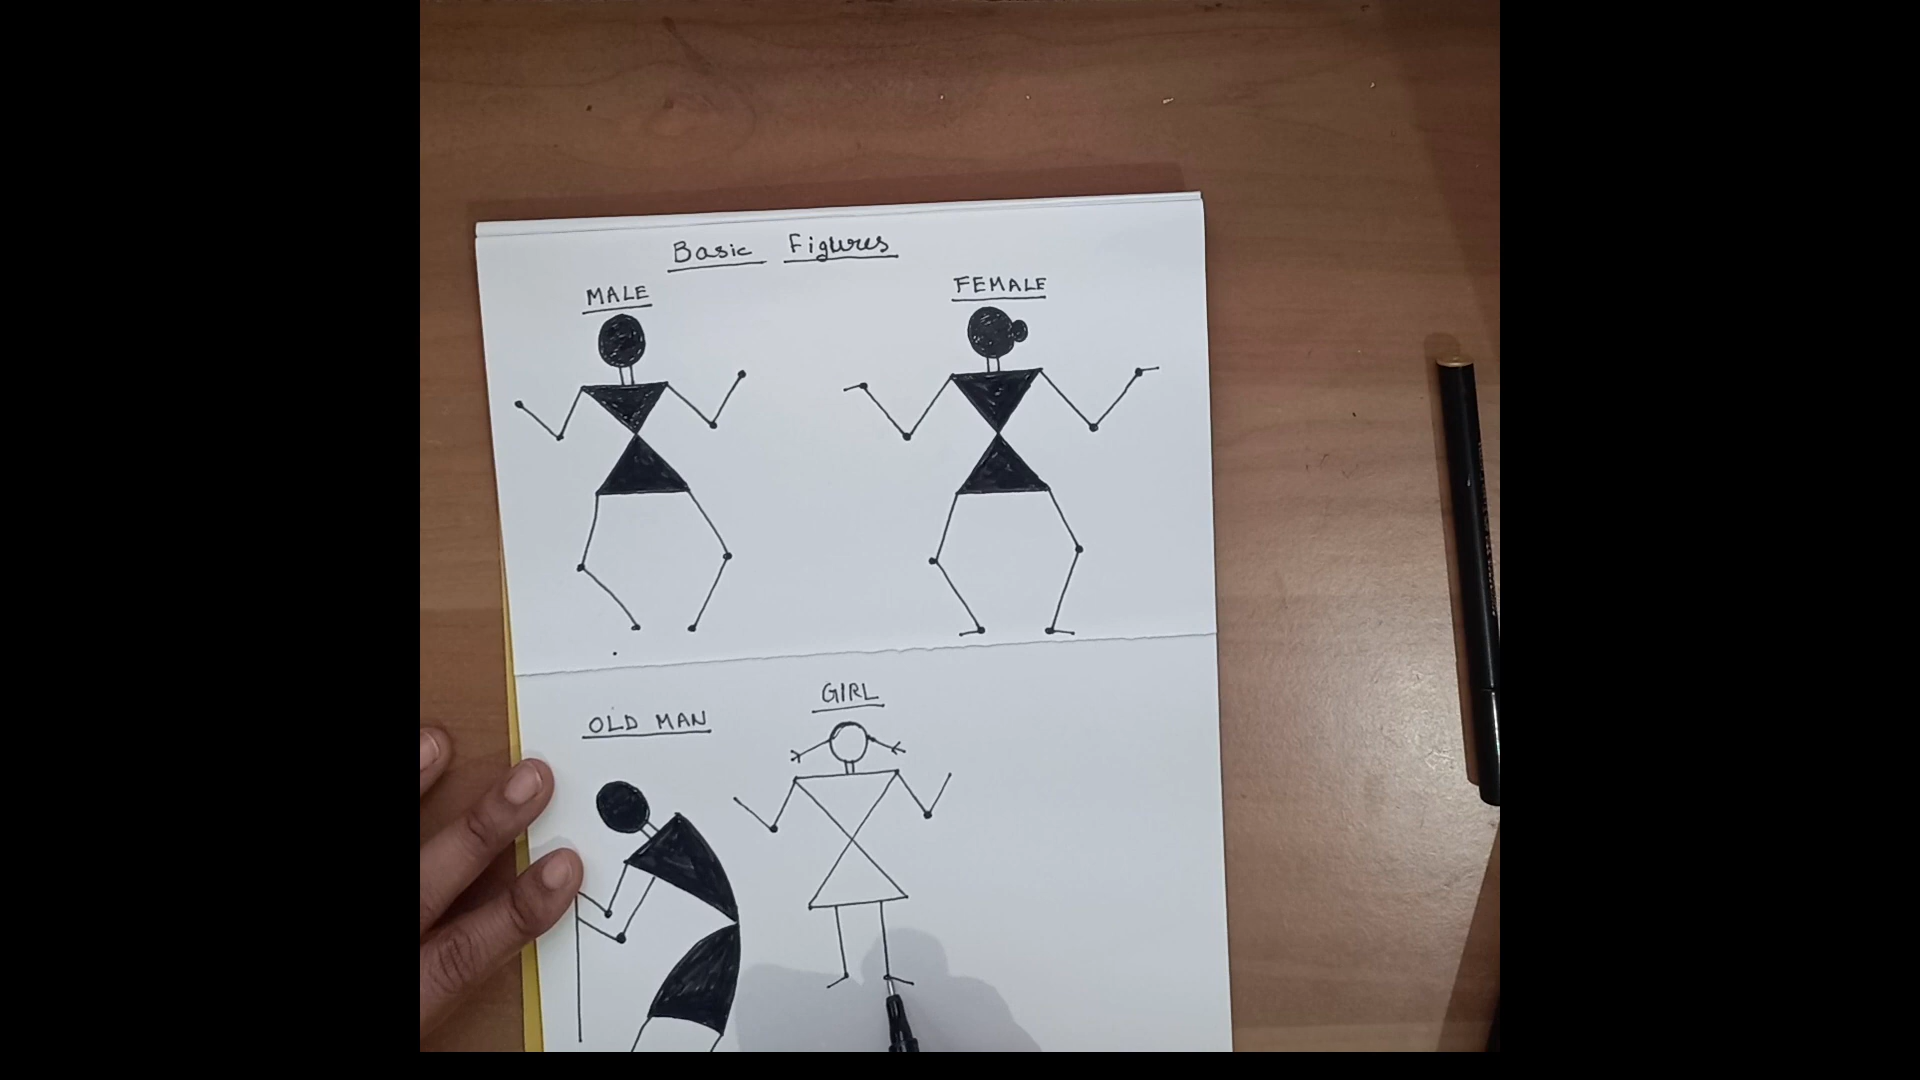 Basic Figures
MALE
FEMALE
OLD MAN
GIRL